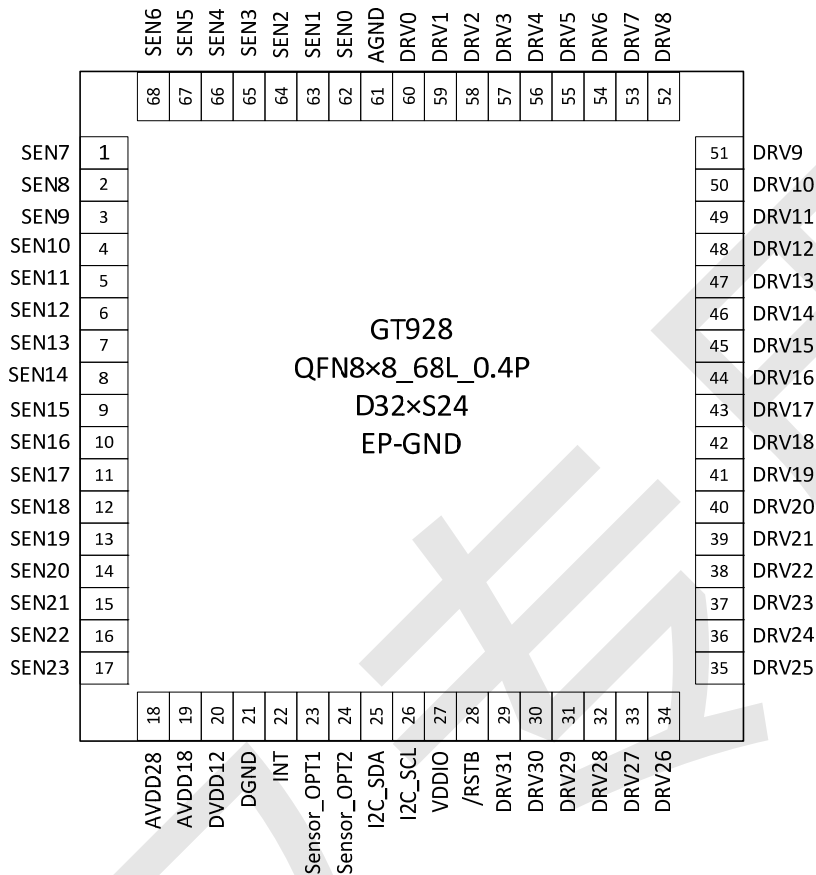 SEN6 SEN5 SEN4 SEN3 SEN2 SEN1 SEN0 AGND DRV0 DRV1 DRV2 DRV3 DRV4 DRV5 DRV6 DRV7 DRV8
68 67 66 65 64 63 62 61 60 59 58 57 56 55 54 53 52
SEN7 1
SEN8 2
SEN9 3
SEN10 4
SEN11 5
SEN12 6
SEN13 7
SEN14 8
SEN15 9
SEN16 10
SEN17 11
SEN18 12
SEN19 13
SEN20 14
SEN21 15
SEN22 16
SEN23 17
GT928
QFN8×8_68L_0.4P
D32×S24
EP-GND
51 DRV9
50 DRV10
49 DRV11
48 DRV12
47 DRV13
46 DRV14
45 DRV15
44 DRV16
43 DRV17
42 DRV18
41 DRV19
40 DRV20
39 DRV21
38 DRV22
37 DRV23
36 DRV24
35 DRV25
18 19 20 21 22 23 24 25 26 27 28 29 30 31 32 33 34
AVDD28 AVDD18 DVDD12 DGND INT Sensor_OPT1 Sensor_OPT2 I2C_SDA I2C_SCL VDDIO /RSTB DRV31 DRV30 DRV29 DRV28 DRV27 DRV26